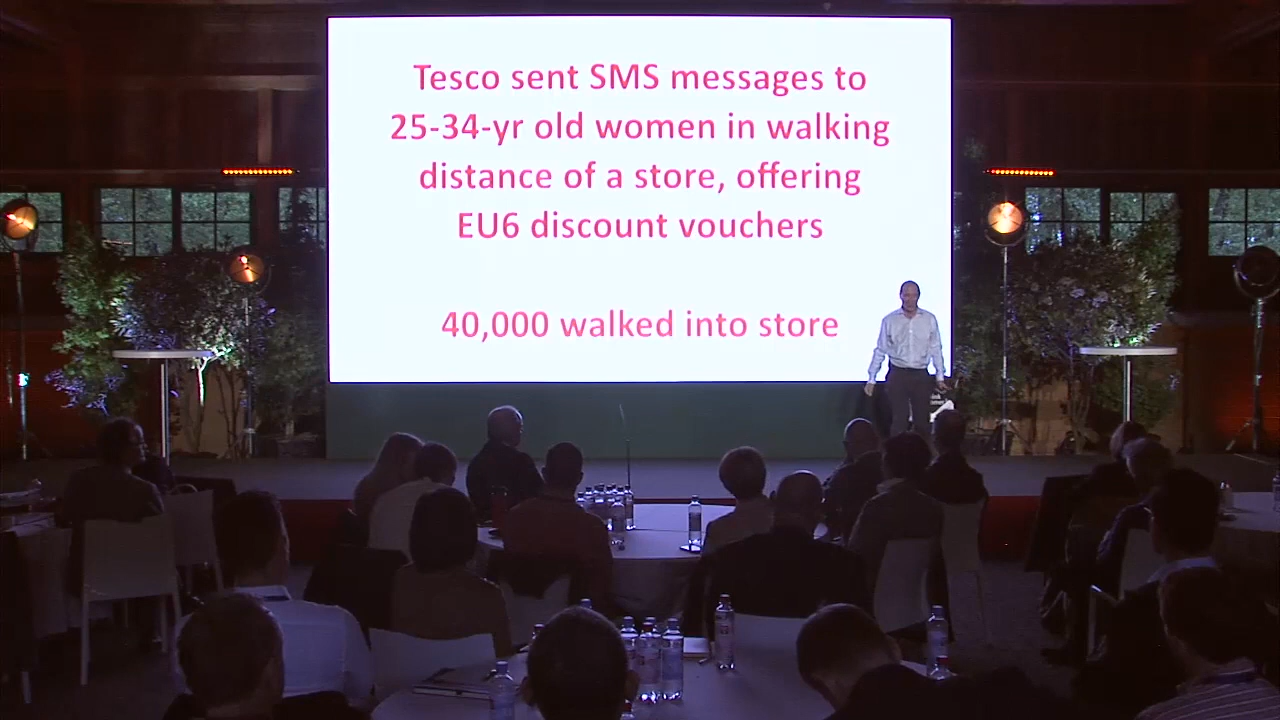 Tesco sent SMS messages to
25-34-yr old women in walking
distance of a store, offering
EU6 discount vouchers
40,000 walked into store